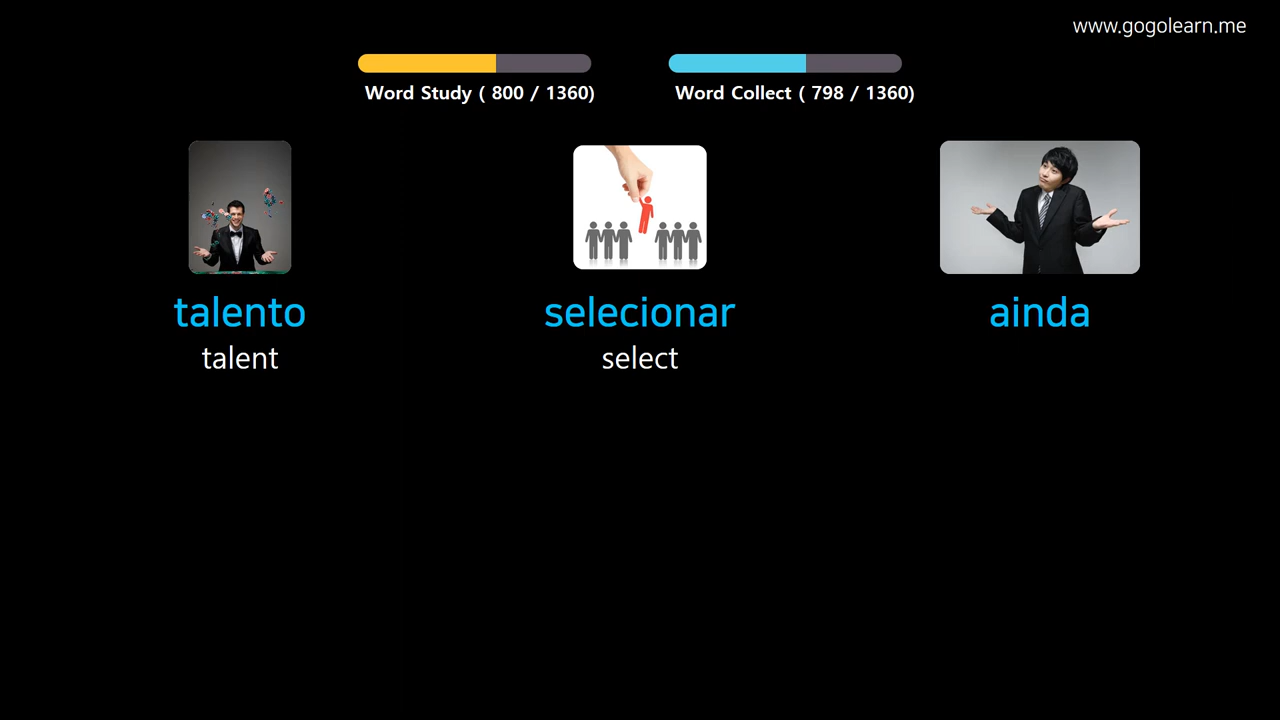 www.gogolearn.me
Word Study ( 800 / 1360)
Word Collect ( 798 / 1360)
talento
selecionar
ainda
talent
select